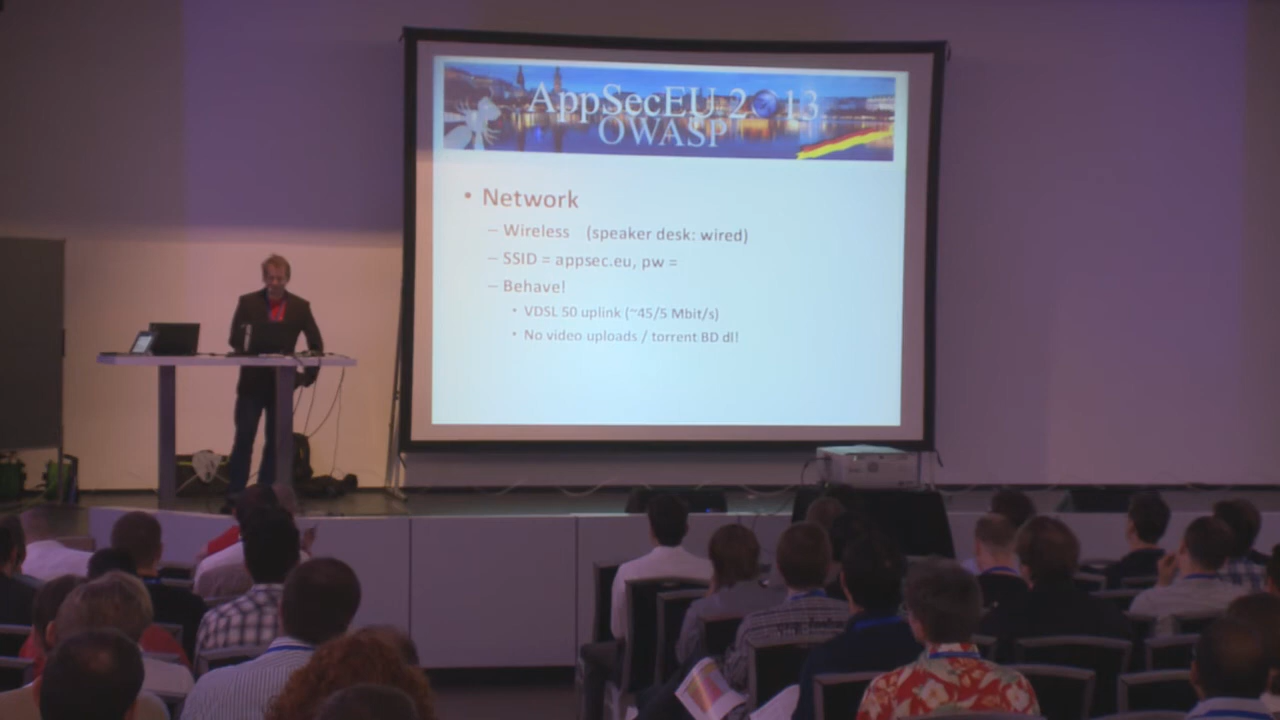 AppSecEU 2013
OWASP
• Network
– Wireless (speaker desk: wired)
– SSID = appsec.eu, pw =
– Behave!
• VDSL 50 uplink (~45/5 Mbit/s)
• No video uploads / torrent BD dl!